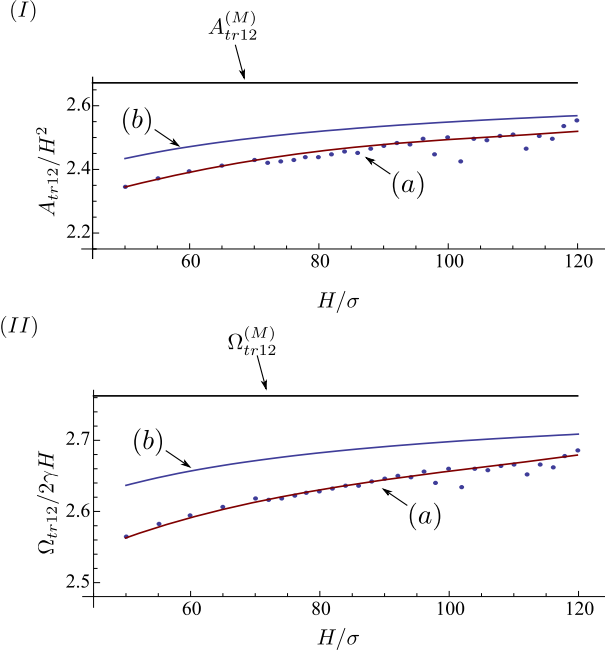 (I)
A_{tr12}^{(M)}
2.6
(b)
2.4
(a)
2.2
A_{tr12}/H^2
60 80 100 120
H/σ
(II)
Ω_{tr12}^{(M)}
2.7
(b)
2.6
(a)
2.5
Ω_{tr12}/2γH
60 80 100 120
H/σ